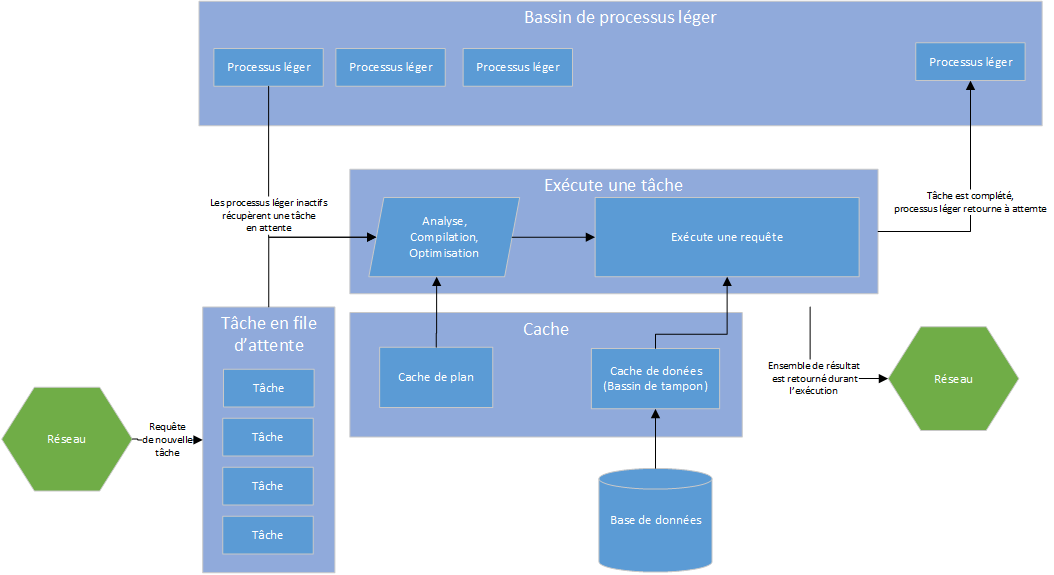 Bassin de processus léger
Processus léger
Processus léger
Processus léger
Processus léger
Les processus léger inactifs
récupèrent une tâche
en attente
Exécute une tâche
Analyse,
Compilation,
Optimisation
Exécute une requête
Tâche est complété,
processus léger retourne à attemte
Tâche en file
d’attente
Tâche
Tâche
Tâche
Tâche
Cache
Cache de plan
Cache de donées
(Bassin de tampon)
Ensemble de résultat
est retourné durant
l’exécution
Réseau
Réseau
Requête
de nouvelle
tâche
Base de données